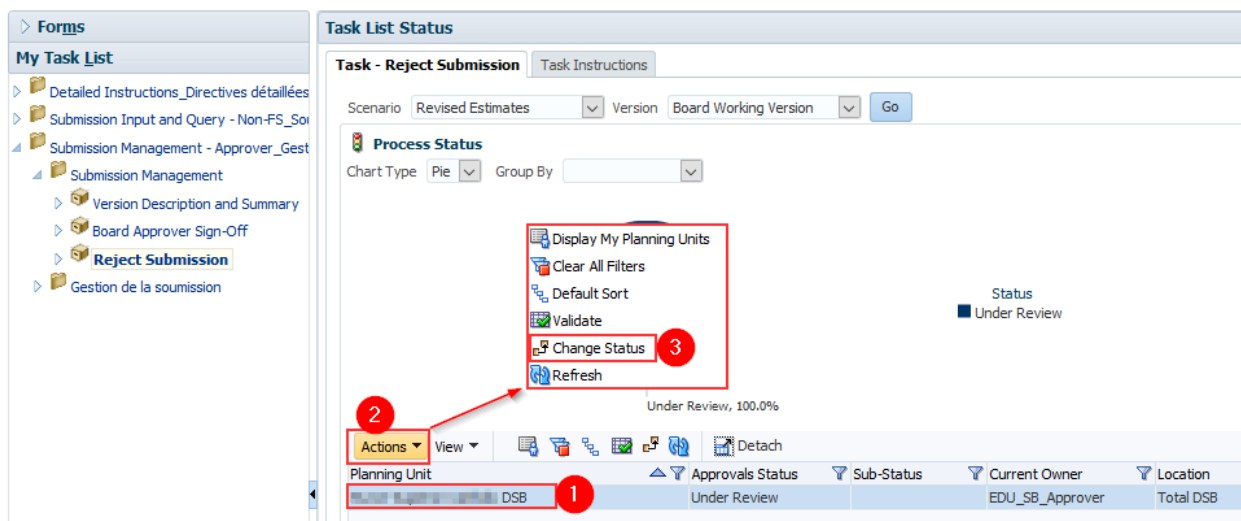 Forms
My Task List
Detailed Instructions_Directives détaillées
Submission Input and Query - Non-FS_Sou
Submission Management - Approver_Gest
Submission Management
Version Description and Summary
Board Approver Sign-Off
Reject Submission
Gestion de la soumission
Task List Status
Task - Reject Submission Task Instructions
Scenario Revised Estimates Version Board Working Version Go
Process Status
Chart Type Pie Group By
Display My Planning Units
Clear All Filters
Default Sort
Validate
Change Status 3
Refresh
Status
Under Review
Under Review, 100.0%
2
Actions View Detach
Planning Unit Approvals Status Sub-Status Current Owner Location
DSB 1 Under Review EDU_SB_Approver Total DSB